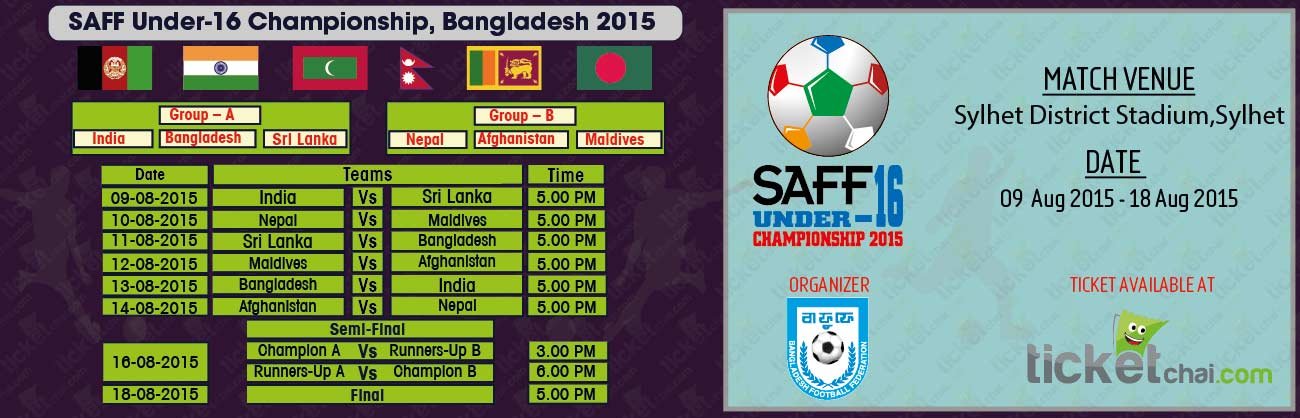 SAFF Under-16 Championship, Bangladesh 2015
Group – A
India Bangladesh Sri Lanka
Group – B
Nepal Afghanistan Maldives
Date Teams Time
09-08-2015 India Vs Sri Lanka 5.00 PM
10-08-2015 Nepal Vs Maldives 5.00 PM
11-08-2015 Sri Lanka Vs Bangladesh 5.00 PM
12-08-2015 Maldives Vs Afghanistan 5.00 PM
13-08-2015 Bangladesh Vs India 5.00 PM
14-08-2015 Afghanistan Vs Nepal 5.00 PM
Semi-Final
16-08-2015
Ohampion A Vs Runners-Up B 3.00 PM
Runners-Up A Vs Champion B 6.00 PM
18-08-2015 Final 5.00 PM
SAFF
UNDER-16
CHAMPIONSHIP 2015
MATCH VENUE
Sylhet District Stadium,Sylhet
DATE
09 Aug 2015 - 18 Aug 2015
ORGANIZER
বা ফু ফে
BANGLADESH FOOTBALL FEDERATION
TICKET AVAILABLE AT
ticketchai.com